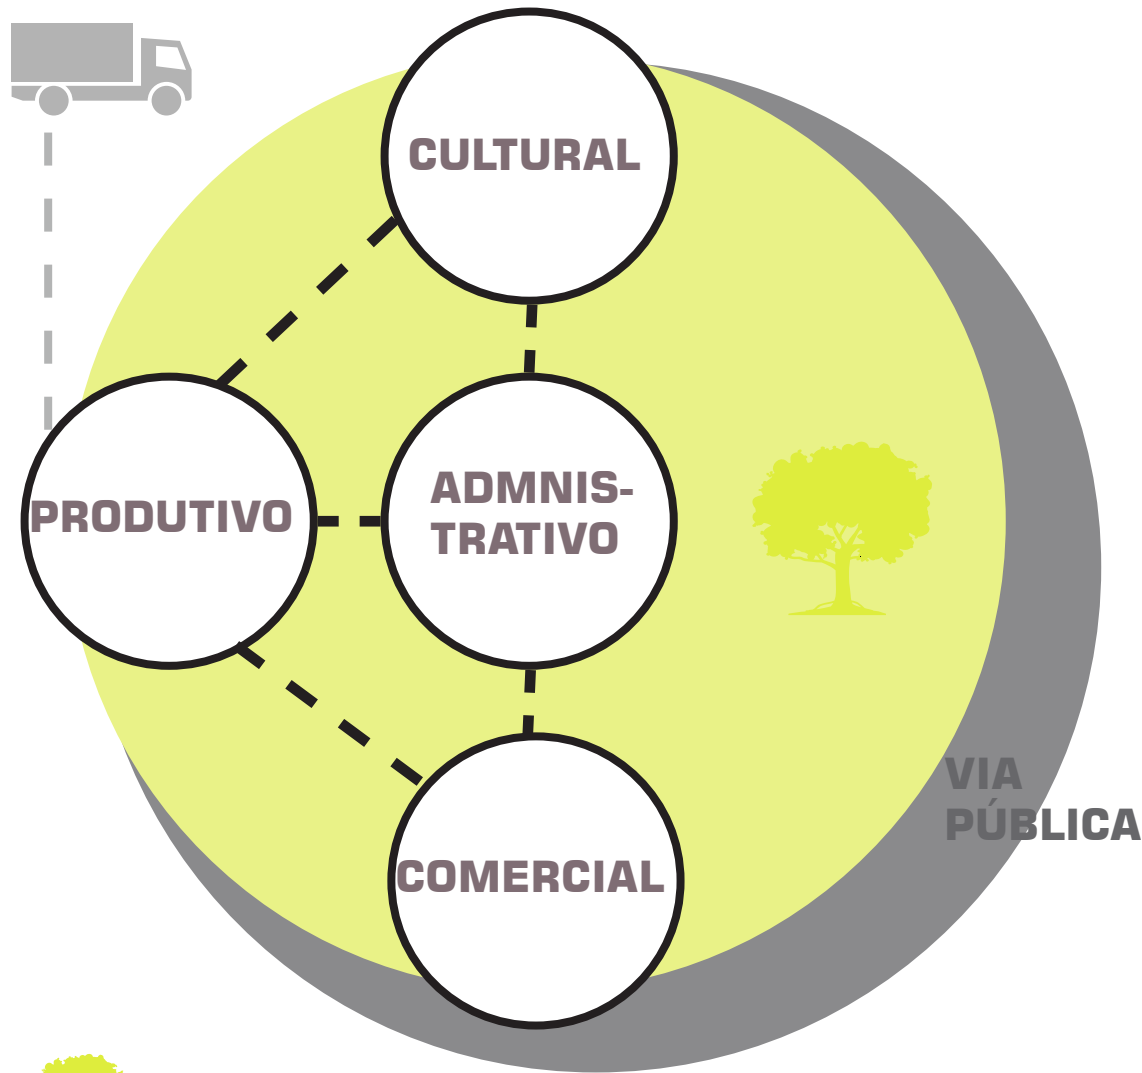 CULTURAL
PRODUTIVO
ADMNIS-
TRATIVO
VIA
PÚBLICA
COMERCIAL